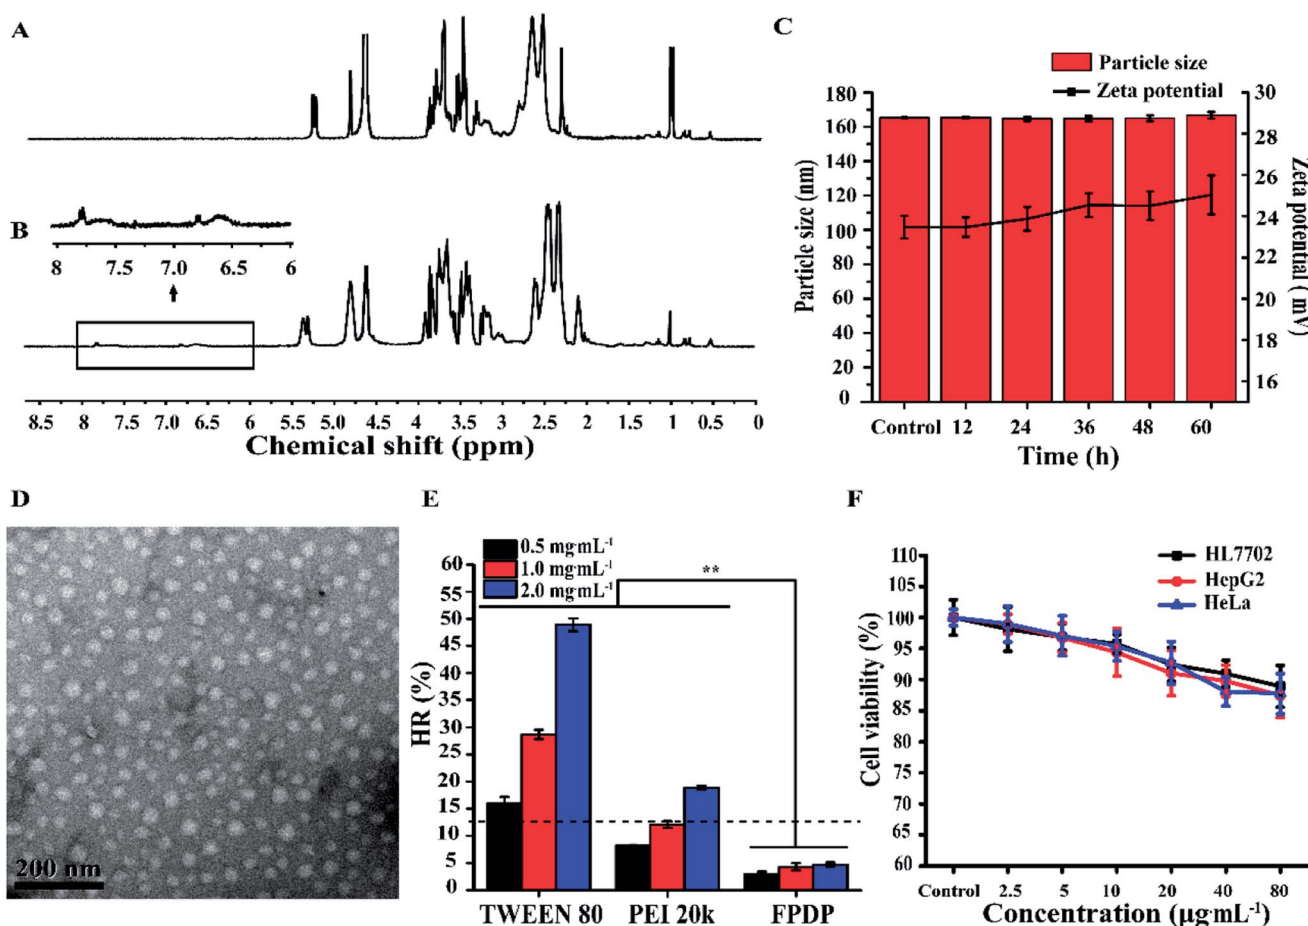 A
B
8 7.5 7.0 6.5 6
8.5 8 7.5 7.0 6.5 6 5.5 5.0 4.5 4.0 3.5 3.0 2.5 2.0 1.5 1.0 0.5 0
Chemical shift (ppm)
C
Particle size
Zeta potential
180
160
140
120
100
80
60
40
20
0
Particle size (nm)
30
28
26
24
22
20
18
16
Zeta potential ( mV)
Control 12 24 36 48 60
Time (h)
D
200 nm
E
0.5 mg·mL⁻¹
1.0 mg·mL⁻¹
2.0 mg·mL⁻¹
**
60
55
50
45
40
35
30
25
20
15
10
5
0
HR (%)
TWEEN 80 PEI 20k FPDP
F
HL7702
HepG2
HeLa
110
105
100
95
90
85
80
75
70
65
60
Cell viability (%)
Control 2.5 5 10 20 40 80
Concentration (μg·mL⁻¹)